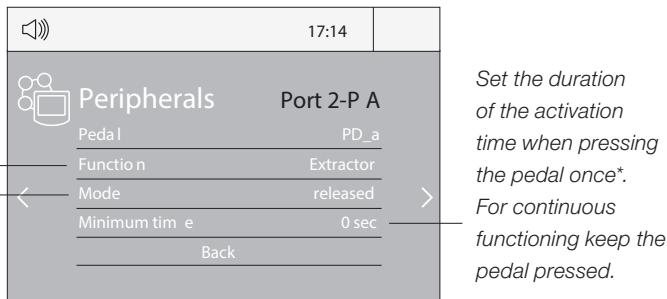 17:14
Peripherals Port 2-P A
Peda l PD_a
Functio n Extractor
Mode released
Minimum tim e 0 sec
Back
Set the duration
of the activation
time when pressing
the pedal once*.
For continuous
functioning keep the
pedal pressed.